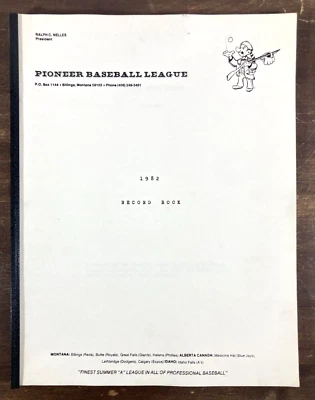 RALPH C. NELLES
President
PIONEER BASEBALL LEAGUE
P.O. Box 1144 • Billings, Montana 59103 • Phone (406) 248-3401
1982
RECORD BOOK
MONTANA: Billings (Reds), Butte (Royals), Great Falls (Giants), Helena (Phillies) ALBERTA CANADA: Medicine Hat (Blue Jays),
Lethbridge (Dodgers), Calgary (Expos) IDAHO: Idaho Falls (A's)
"FINEST SUMMER "A" LEAGUE IN ALL OF PROFESSIONAL BASEBALL"